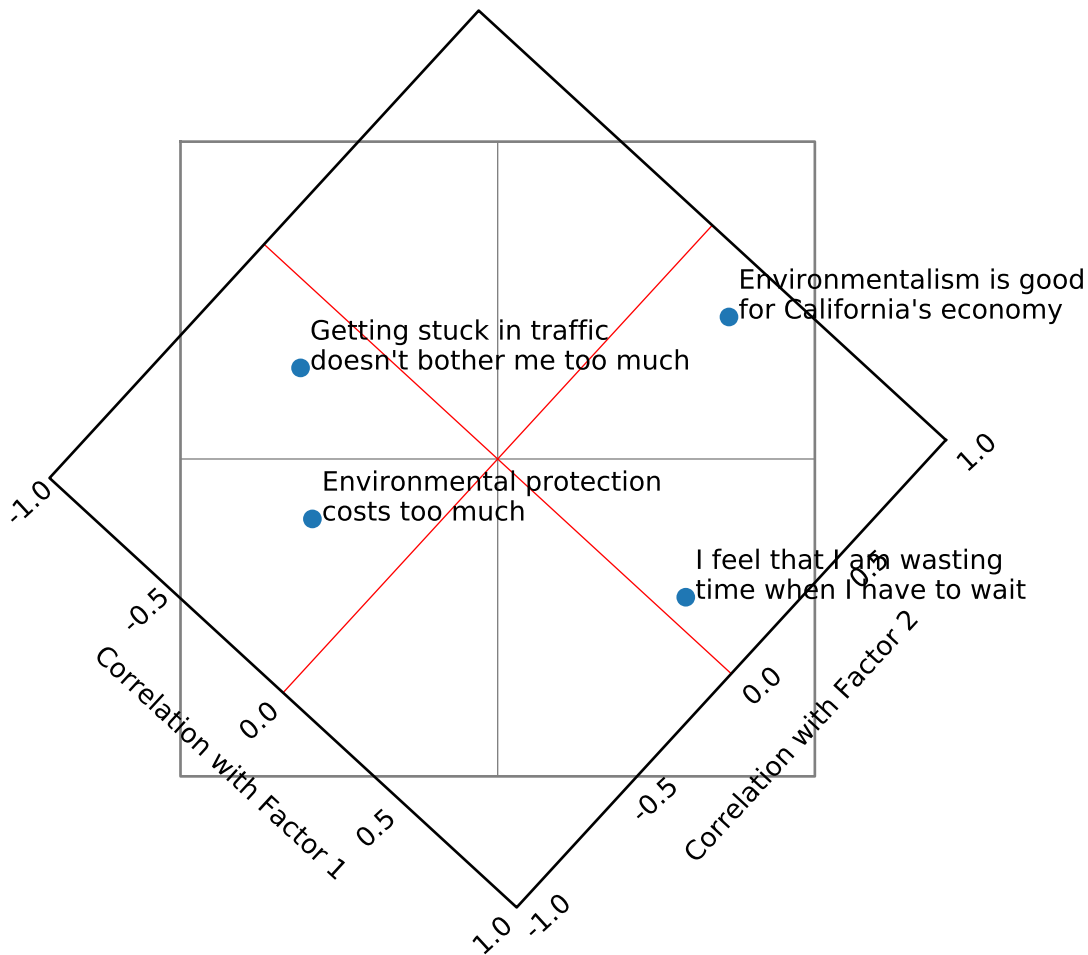 Environmentalism is good
for California's economy
Getting stuck in traffic
doesn't bother me too much
Environmental protection
costs too much
I feel that I am wasting
time when I have to wait
-1.0
-0.5
0.0
0.5
1.0
Correlation with Factor 1
-1.0
-0.5
0.0
0.5
1.0
Correlation with Factor 2